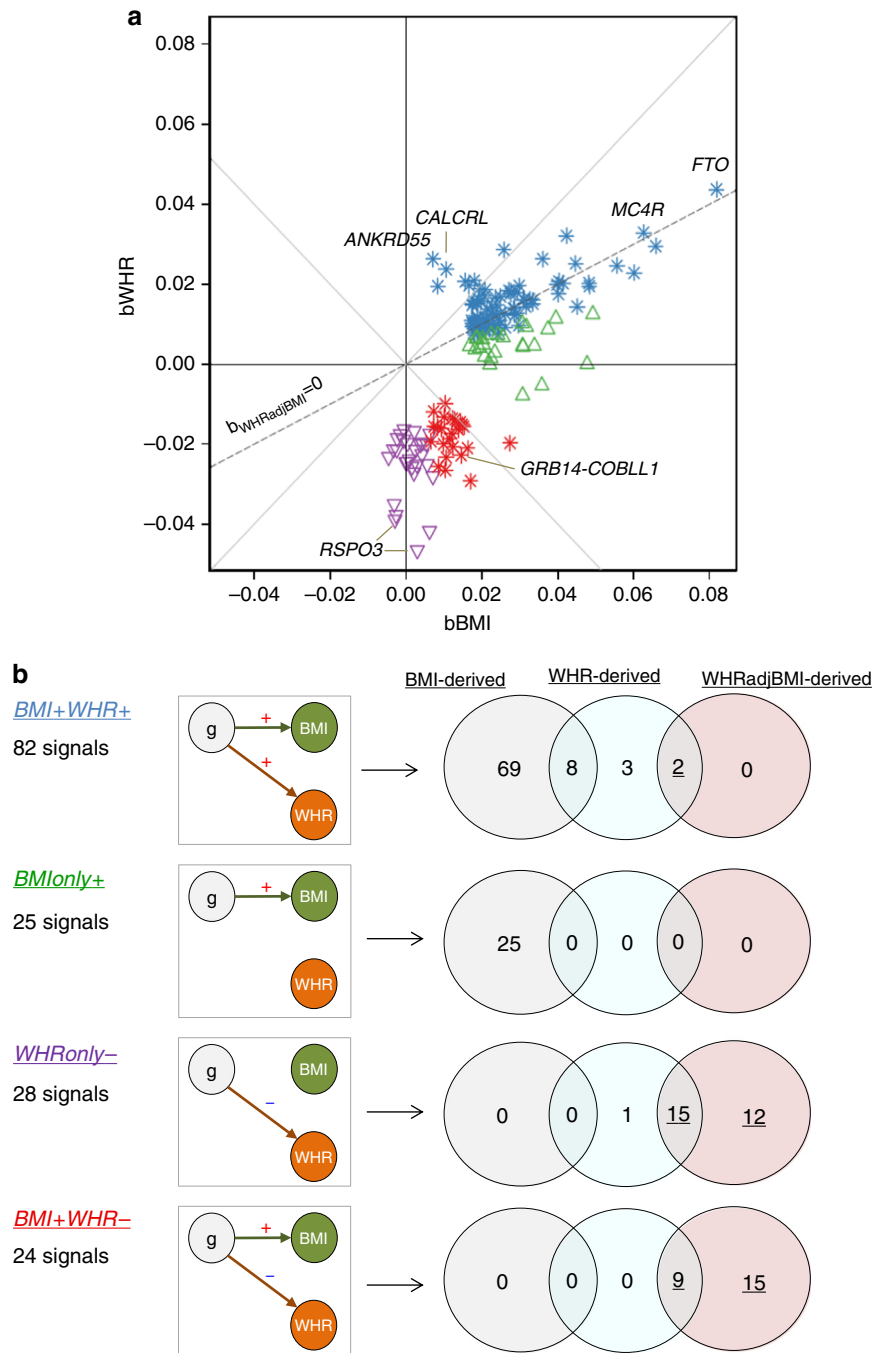 a
0.08
0.06
0.04
0.02
0.00
−0.02
−0.04
bWHR
FTO
MC4R
CALCRL
ANKRD55
bWHRadjBMI=0
GRB14-COBLL1
RSPO3
−0.04 −0.02 0.00 0.02 0.04 0.06 0.08
bBMI
b
BMI-derived WHR-derived WHRadjBMI-derived
BMI+WHR+
82 signals
g + BMI
+
WHR
69 8 3 2 0
BMIonly+
25 signals
g + BMI
WHR
25 0 0 0 0
WHRonly−
28 signals
g BMI
−
WHR
0 0 1 15 12
BMI+WHR−
24 signals
g + BMI
−
WHR
0 0 0 9 15